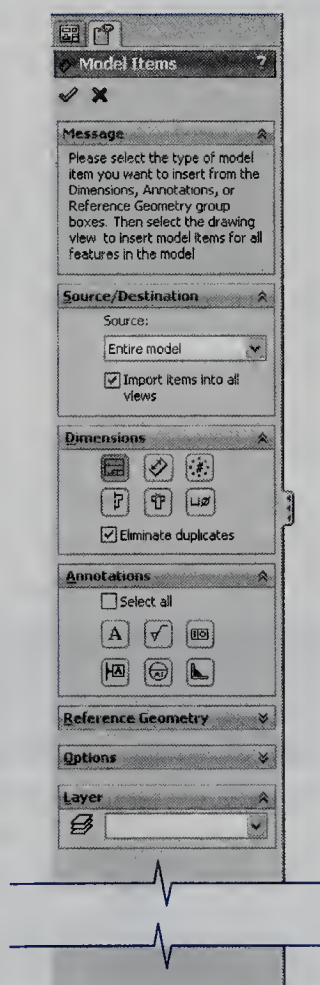 Model Items ?
Message
Please select the type of model
item you want to insert from the
Dimensions, Annotations, or
Reference Geometry group
boxes. Then select the drawing
view to insert model items for all
features in the model
Source/Destination
Source:
Entire model
Import items into all
views
Dimensions
Eliminate duplicates
Annotations
Select all
A
Reference Geometry
Options
Layer